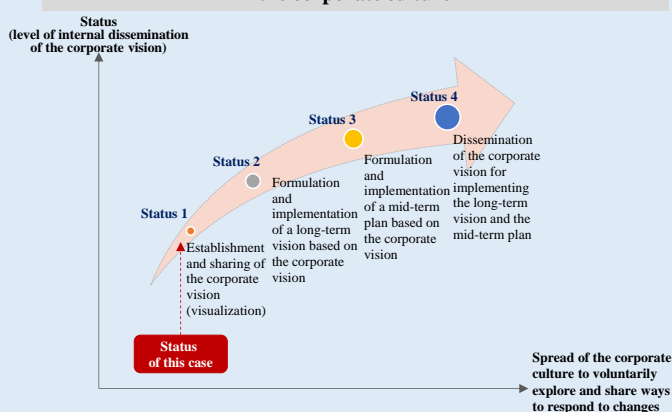 the corporate culture
Status
(level of internal dissemination
of the corporate vision)
Status 4
Status 3
Dissemination
of the corporate
vision for
implementing
the long-term
vision and the
mid-term plan
Status 2
Formulation
and
implementation
of a mid-term
plan based on
the corporate
vision
Formulation
and
implementation
of a long-term
vision based on
the corporate
vision
Status 1
Establishment
and sharing of
the corporate
vision
(visualization)
Status
of this case
Spread of the corporate
culture to voluntarily
explore and share ways
to respond to changes